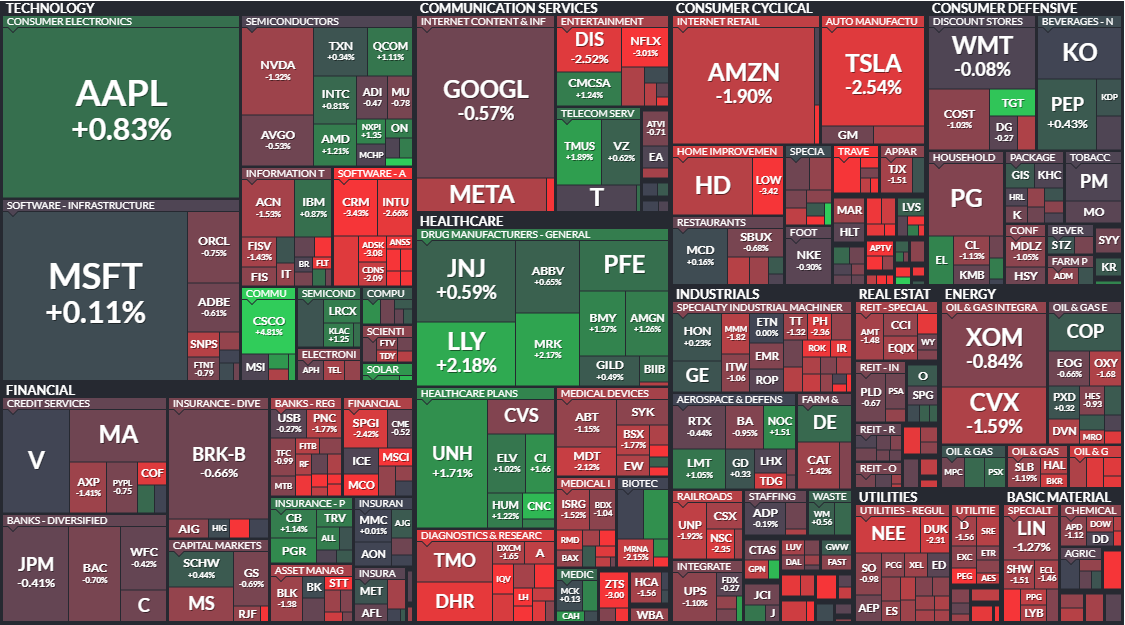 TECHNOLOGY
CONSUMER ELECTRONICS
AAPL
+0.83%
SEMICONDUCTORS
NVDA
-1.32%
TXN
+0.34%
QCOM
+1.11%
INTC
+0.81%
ADI
-0.47
MU
-0.78
AVGO
-0.53%
AMD
+1.21%
NXPI
+1.35
ON
MCHP
SOFTWARE - INFRASTRUCTURE
MSFT
+0.11%
ORCL
-0.75%
ADBE
-0.61%
SNPS
FTNT
-0.79
INFORMATION T
ACN
-1.53%
IBM
+0.87%
FISV
-1.43%
BR
FLT
FIS
IT
SOFTWARE - A
CRM
-3.43%
INTU
-2.66%
ADSK
-3.08
ANSS
CDNS
-2.09
COMMU
CSCO
+4.81%
MSI
SEMICOND
LRCX
KLAC
+1.25
ELECTRONI
APH
TEL
COMPU
SCIENTI
FTV
TDY
SOLAR
COMMUNICATION SERVICES
INTERNET CONTENT & INF
GOOGL
-0.57%
META
ENTERTAINMENT
DIS
-2.52%
NFLX
-3.01%
CMCSA
+1.24%
TELECOM SERV
TMUS
+1.89%
VZ
+0.62%
T
ATVI
-0.71
EA
CONSUMER CYCLICAL
INTERNET RETAIL
AMZN
-1.90%
AUTO MANUFACTU
TSLA
-2.54%
GM
HOME IMPROVEMEN
HD
LOW
-3.42
SPECIA
TRAVE
APPAR
TJX
-1.51
MAR
LVS
HLT
RESTAURANTS
MCD
+0.16%
SBUX
-0.68%
FOOT
NKE
-0.30%
APTV
CONSUMER DEFENSIVE
DISCOUNT STORES
WMT
-0.08%
COST
-1.03%
TGT
DG
-0.27
BEVERAGES - N
KO
PEP
+0.43%
KDP
HOUSEHOLD
PG
EL
CL
-1.13%
KMB
PACKAGE
GIS
KHC
HRL
K
TOBACC
PM
MO
CONF
MDLZ
-1.05%
HSY
BEVER
STZ
FARM P
ADM
SYY
KR
HEALTHCARE
DRUG MANUFACTURERS - GENERAL
JNJ
+0.59%
ABBV
+0.65%
PFE
LLY
+2.18%
MRK
+2.17%
BMY
+1.37%
AMGN
+1.26%
GILD
+0.49%
BIIB
HEALTHCARE PLANS
UNH
+1.71%
CVS
ELV
+1.02%
CI
+1.66
HUM
+1.22%
CNC
MEDICAL DEVICES
ABT
-1.15%
SYK
BSX
-1.77%
MDT
-2.12%
EW
MEDICAL I
ISRG
-1.52%
BDX
-1.04
RMD
BAX
BIOTEC
MRNA
-2.15%
DIAGNOSTICS & RESEARC
TMO
DHR
DXCM
-1.65
A
IQV
LH
MEDIC
MCK
+0.13
CAH
ZTS
-3.00
HCA
-1.56
WBA
FINANCIAL
CREDIT SERVICES
V
MA
AXP
-1.41%
PYPL
-0.75
COF
BANKS - DIVERSIFIED
JPM
-0.41%
BAC
-0.70%
WFC
-0.42%
C
INSURANCE - DIVE
BRK-B
-0.66%
AIG
HIG
CAPITAL MARKETS
SCHW
+0.44%
GS
-0.69%
MS
RJF
BANKS - REG
USB
-0.27%
PNC
-1.77%
TFC
-0.99
FITB
RF
MTB
FINANCIAL
SPGI
-2.42%
CME
-0.52
ICE
MSCI
MCO
INSURANCE - P
CB
+1.14%
TRV
ALL
PGR
INSURAN
MMC
+0.01%
AJG
AON
ASSET MANAG
BLK
-1.38
BK
STT
INSURA
MET
AFL
INDUSTRIALS
SPECIALTY INDUSTRIAL MACHINER
HON
+0.23%
MMM
-1.82
ETN
0.00%
TT
-1.32
PH
-2.36
EMR
ROK
IR
GE
ITW
-1.06
ROP
AEROSPACE & DEFENS
RTX
-0.44%
BA
-0.95%
NOC
+1.51
LMT
+1.05%
GD
+0.33
LHX
TDG
FARM &
DE
CAT
-1.42%
RAILROADS
UNP
-1.92%
CSX
NSC
-2.35
STAFFING
ADP
-0.19%
WASTE
WM
+0.56
CTAS
LUV
DAL
GWW
FAST
GPN
INTEGRATE
UPS
-1.10%
FDX
-0.27
JCI
J
REAL ESTAT
REIT - SPECIAL
AMT
-1.48
CCI
EQIX
WY
REIT - IN
PLD
-0.67
PSA
O
SPG
REIT - R
REIT - O
ENERGY
OIL & GAS INTEGRA
XOM
-0.84%
CVX
-1.59%
OIL & GAS E
COP
EOG
-0.66%
OXY
-1.68
PXD
+0.32
HES
-0.93
DVN
MRO
OIL & GAS
MPC
PSX
OIL & GAS
SLB
-1.19%
HAL
BKR
OIL & G
UTILITIES
UTILITIES - REGUL
NEE
DUK
-2.31
SO
-0.98
PCG
XEL
ED
AEP
ES
UTILITIE
D
-1.56
SRE
EXC
ETR
PEG
AES
BASIC MATERIAL
SPECIALT
LIN
-1.27%
SHW
-1.51
ECL
-1.46
PPG
LYB
CHEMICAL
APD
-1.12
DOW
DD
AGRIC